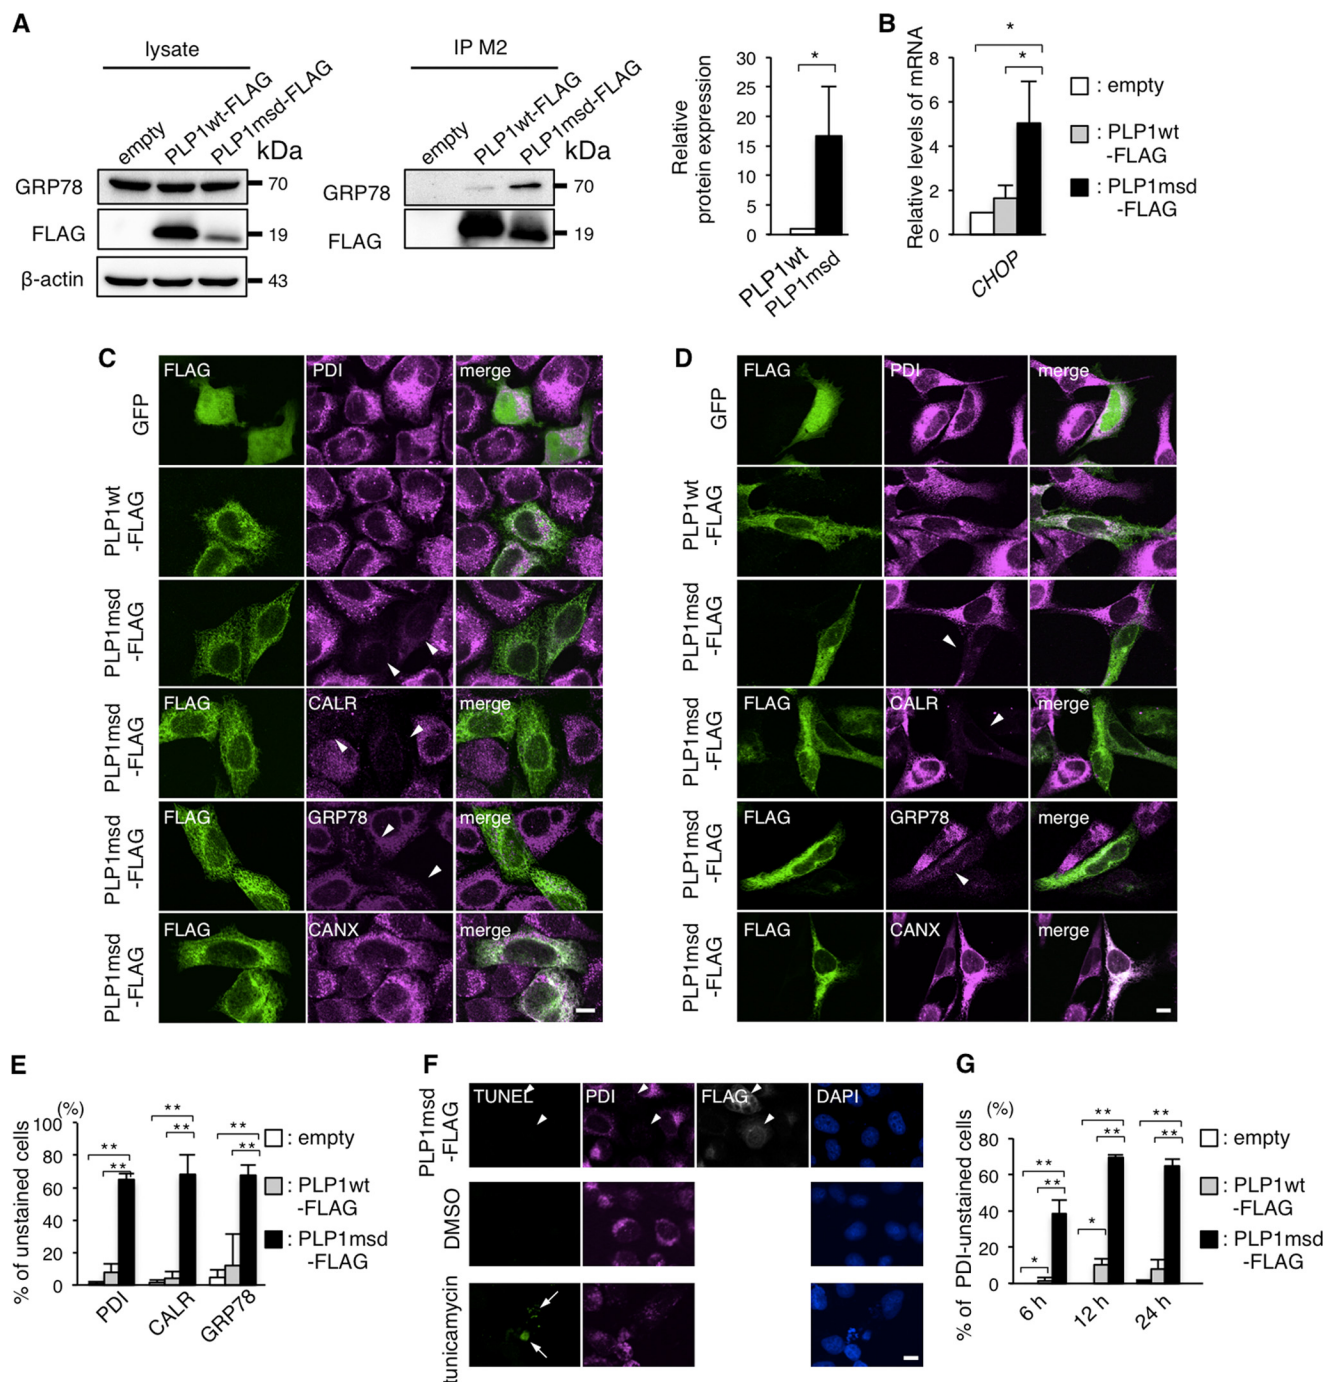 A
lysate
empty
PLP1wt-FLAG
PLP1msd-FLAG
kDa
GRP78
70
FLAG
19
β-actin
43
IP M2
empty
PLP1wt-FLAG
PLP1msd-FLAG
kDa
GRP78
70
FLAG
19
Relative
protein expression
30
25
20
15
10
5
0
*
PLP1wt
PLP1msd
B
Relative levels of mRNA
8
6
4
2
0
*
*
CHOP
: empty
: PLP1wt
-FLAG
: PLP1msd
-FLAG
C
GFP
FLAG
PDI
merge
PLP1wt
-FLAG
PLP1msd
-FLAG
PLP1msd
-FLAG
FLAG
CALR
merge
PLP1msd
-FLAG
FLAG
GRP78
merge
PLP1msd
-FLAG
FLAG
CANX
merge
D
GFP
FLAG
PDI
merge
PLP1wt
-FLAG
PLP1msd
-FLAG
PLP1msd
-FLAG
FLAG
CALR
merge
PLP1msd
-FLAG
FLAG
GRP78
merge
PLP1msd
-FLAG
FLAG
CANX
merge
E
% of unstained cells
(%)
100
80
60
40
20
0
**
**
**
**
**
**
PDI
CALR
GRP78
: empty
: PLP1wt
-FLAG
: PLP1msd
-FLAG
F
PLP1msd
-FLAG
TUNEL
PDI
FLAG
DAPI
DMSO
tunicamycin
G
% of PDI-unstained cells
(%)
80
60
40
20
0
**
**
*
**
**
*
**
**
6 h
12 h
24 h
: empty
: PLP1wt
-FLAG
: PLP1msd
-FLAG